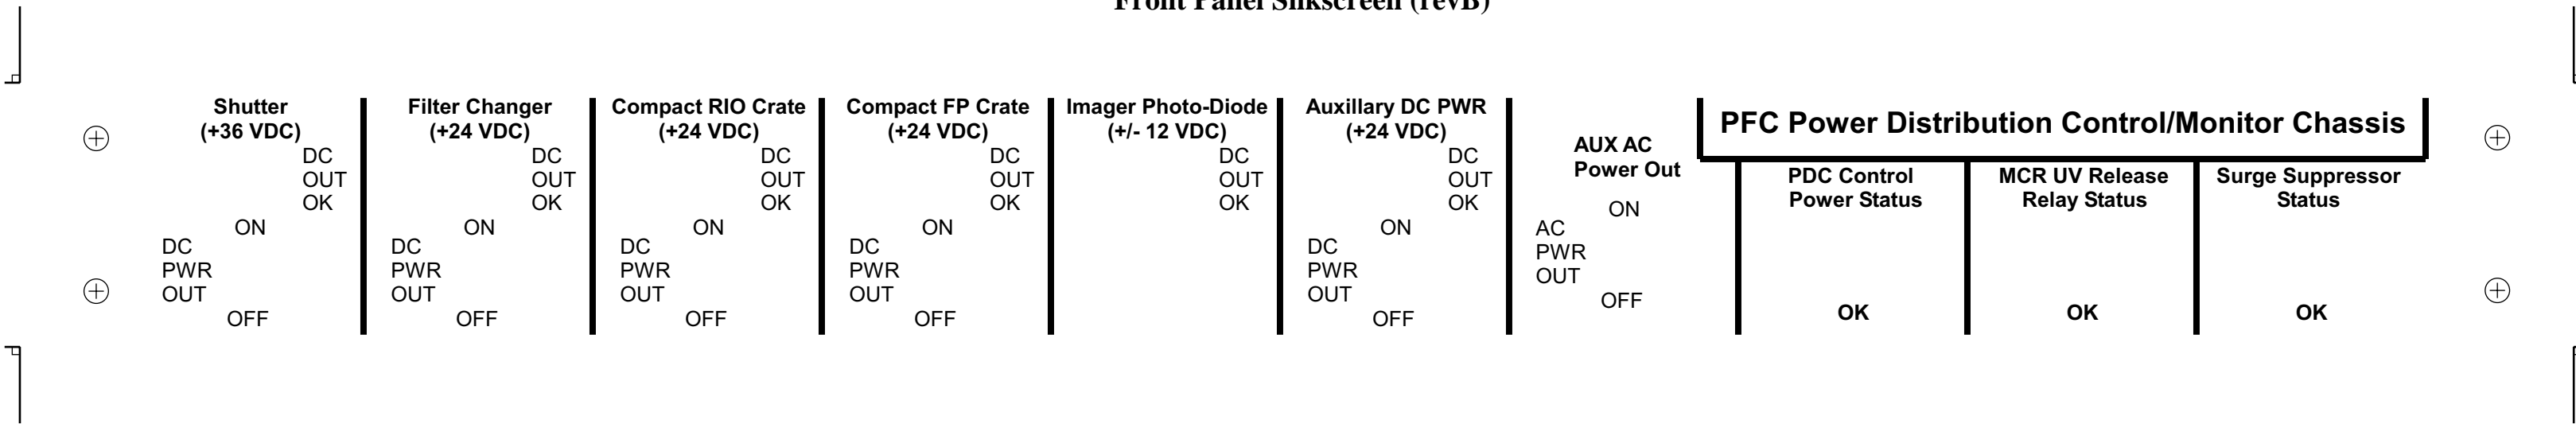 Front Panel Silkscreen (revB)
Shutter
(+36 VDC)
DC
OUT
OK
ON
DC
PWR
OUT
OFF
Filter Changer
(+24 VDC)
DC
OUT
OK
ON
DC
PWR
OUT
OFF
Compact RIO Crate
(+24 VDC)
DC
OUT
OK
ON
DC
PWR
OUT
OFF
Compact FP Crate
(+24 VDC)
DC
OUT
OK
ON
DC
PWR
OUT
OFF
Imager Photo-Diode
(+/- 12 VDC)
DC
OUT
OK
Auxillary DC PWR
(+24 VDC)
DC
OUT
OK
ON
DC
PWR
OUT
OFF
AUX AC
Power Out
ON
AC
PWR
OUT
OFF
PFC Power Distribution Control/Monitor Chassis
PDC Control
Power Status
OK
MCR UV Release
Relay Status
OK
Surge Suppressor
Status
OK